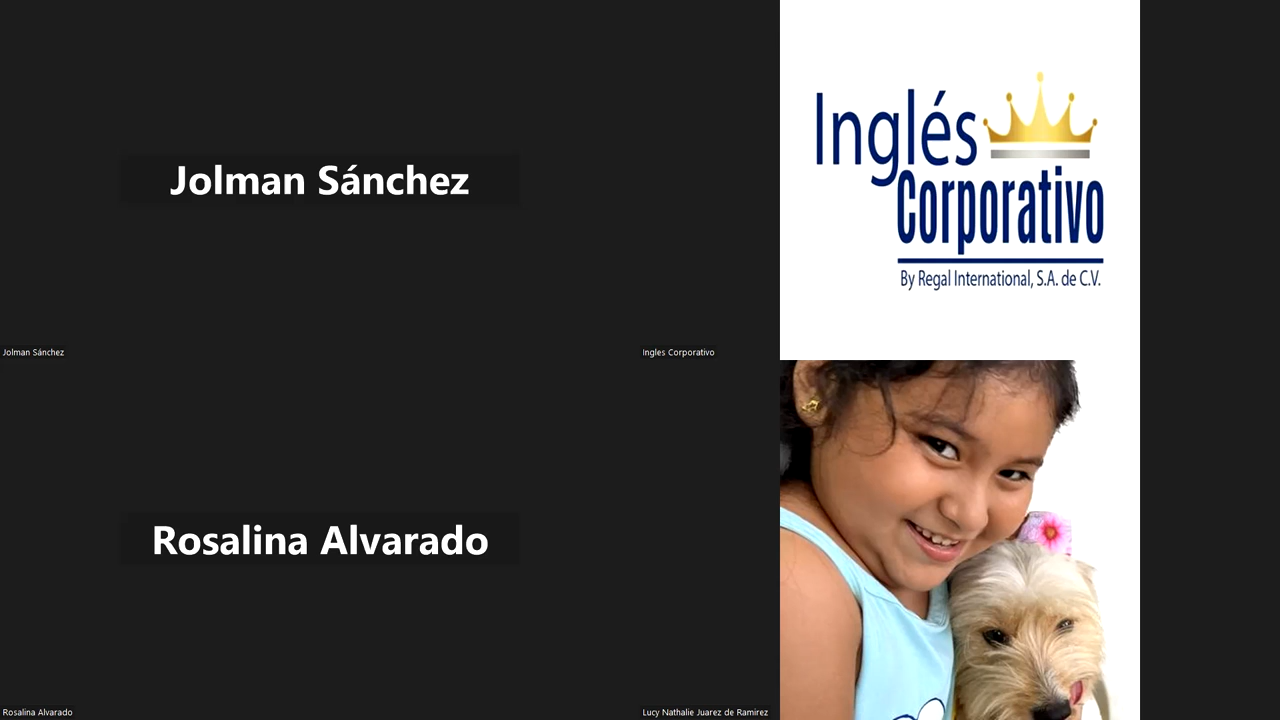 Jolman Sánchez
Jolman Sánchez
Inglés
Corporativo
By Regal International, S.A. de C.V.
Ingles Corporativo
Rosalina Alvarado
Rosalina Alvarado
Lucy Nathalie Juarez de Ramirez